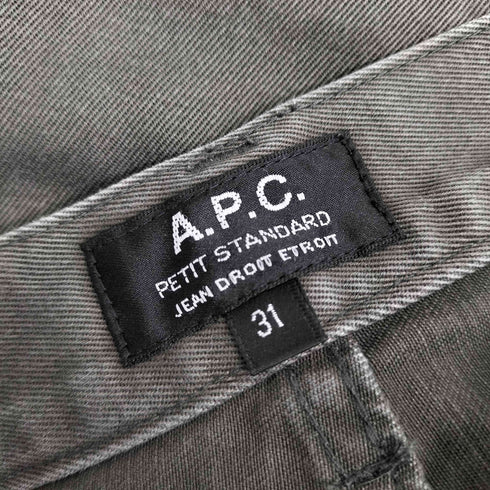 A.P.C.
PETIT STANDARD
JEAN DROIT ETROIT
31